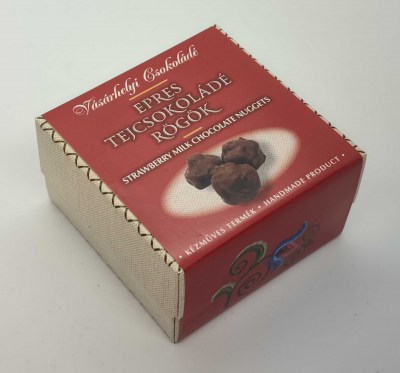 Vásárhelyi Csokoládé
EPRES
TEJCSOKOLÁDÉ
RÖGÖK
STRAWBERRY MILK CHOCOLATE NUGGETS
• KÉZMŰVES TERMÉK • HANDMADE PRODUCT •